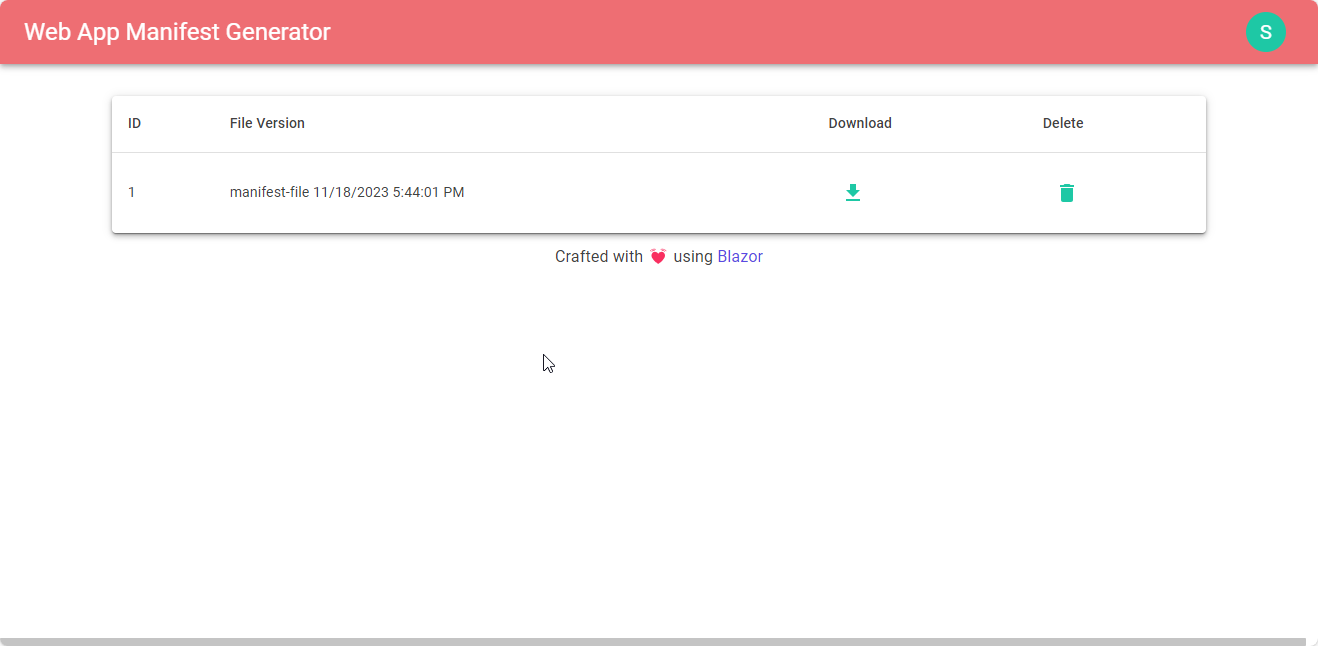 Web App Manifest Generator
S
ID File Version Download Delete
1 manifest-file 11/18/2023 5:44:01 PM
Crafted with 💓 using Blazor